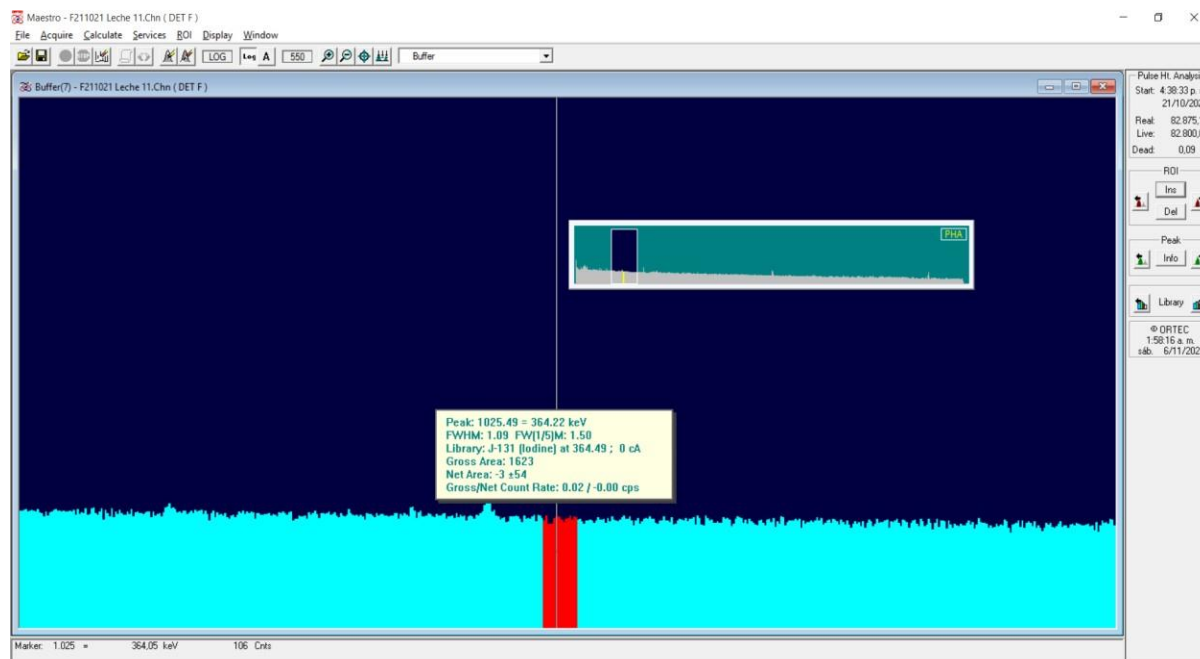 Maestro - F211021 Leche 11.Chn ( DET F )
File Acquire Calculate Services ROI Display Window
LOG Log A 550 Buffer
Buffer(7) - F211021 Leche 11.Chn ( DET F )
PHA
Peak: 1025.49 = 364.22 keV
FWHM: 1.09 FW(1/5)M: 1.50
Library: J-131 (Iodine) at 364.49 ; 0 cA
Gross Area: 1623
Net Area: -3 ±54
Gross/Net Count Rate: 0.02 / -0.00 cps
Marker: 1.025 = 364,05 keV 106 Cnts
Pulse Ht. Analysi
Start: 4:38:33 p.
21/10/202
Real: 82.875,
Live: 82.800,
Dead: 0,09
ROI
Ins
Del
Peak
Info
Library
© ORTEC
1:58:16 a. m.
sáb. 6/11/202